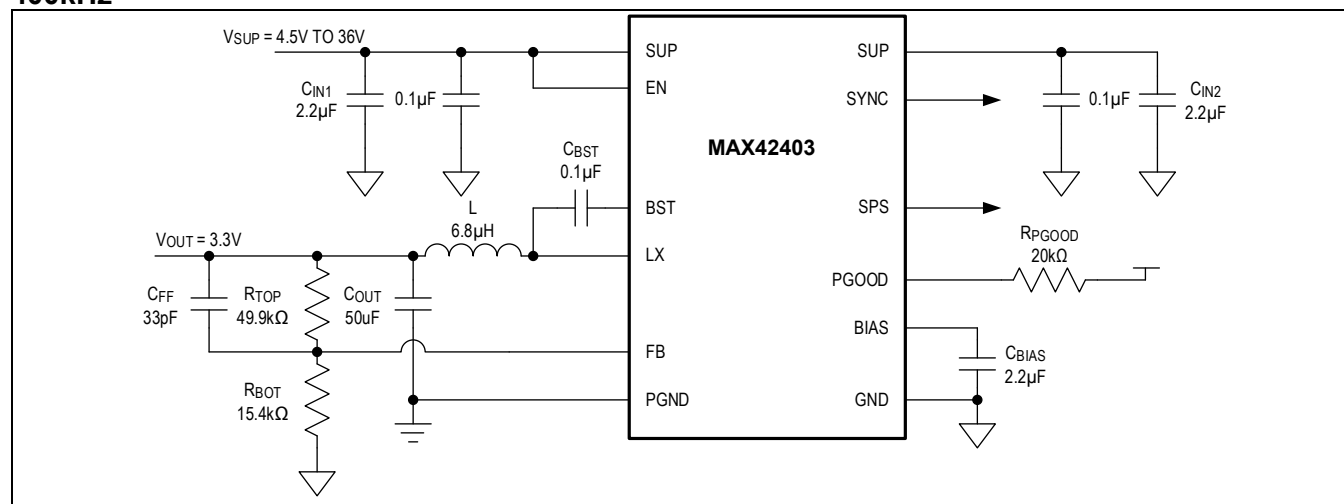 VSUP = 4.5V TO 36V
CIN1
2.2µF
0.1µF
SUP
EN
MAX42403
SUP
SYNC
0.1µF
CIN2
2.2µF
CBST
0.1µF
BST
SPS
L
6.8µH
LX
VOUT = 3.3V
RPGOOD
20kΩ
PGOOD
CFF
33pF
RTOP
49.9kΩ
COUT
50uF
BIAS
FB
CBIAS
2.2µF
RBOT
15.4kΩ
PGND
GND